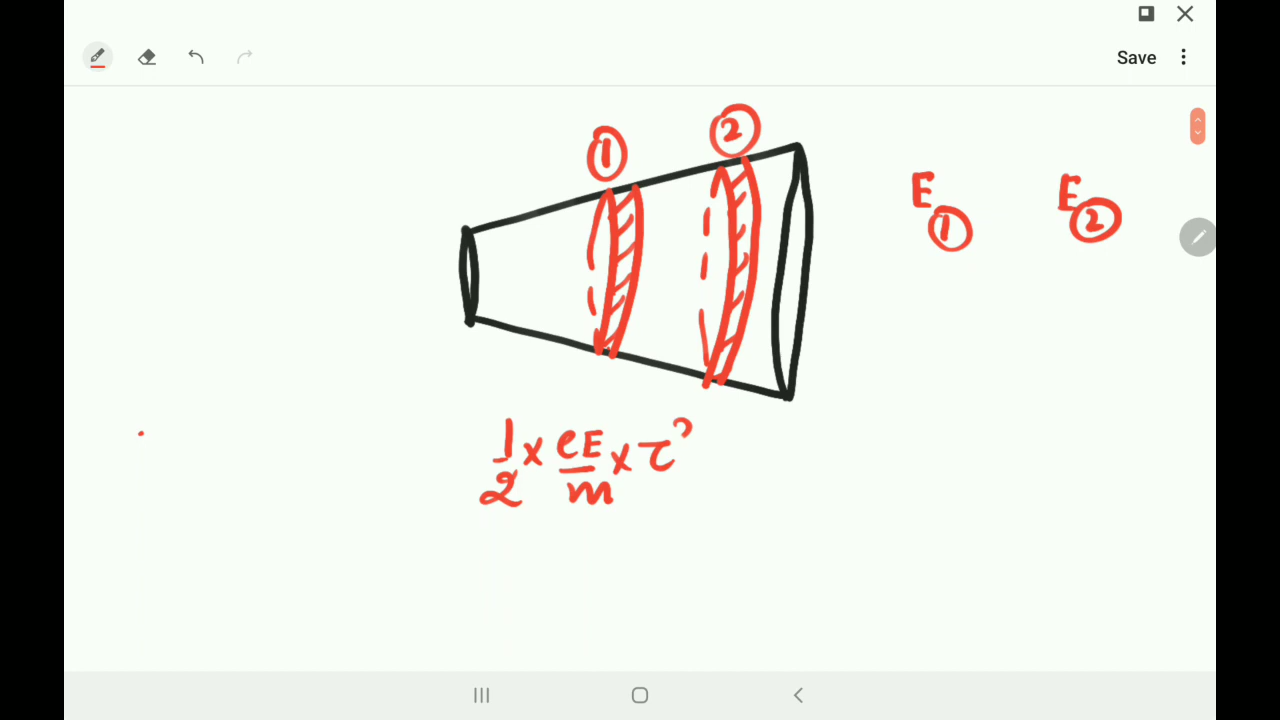 Save
① ②
E① E②
1/2 × eE/m × τ²